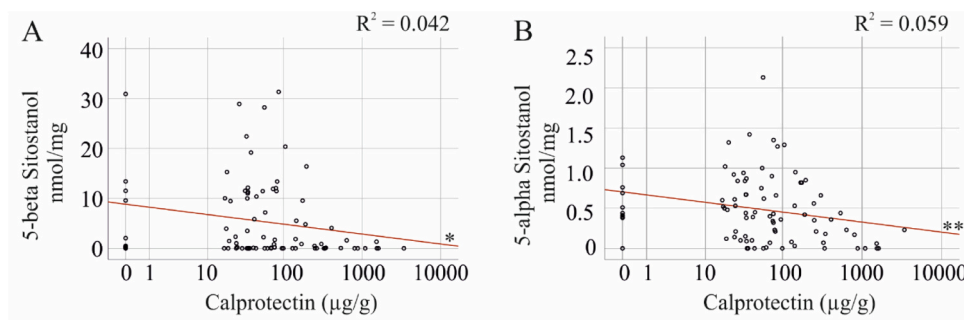 A
R² = 0.042
40
30
20
10
0
5-beta Sitostanol
nmol/mg
*
0 1 10 100 1000 10000
Calprotectin (µg/g)
B
R² = 0.059
2.5
2.0
1.5
1.0
0.5
0.0
5-alpha Sitostanol
nmol/mg
**
0 1 10 100 1000 10000
Calprotectin (µg/g)